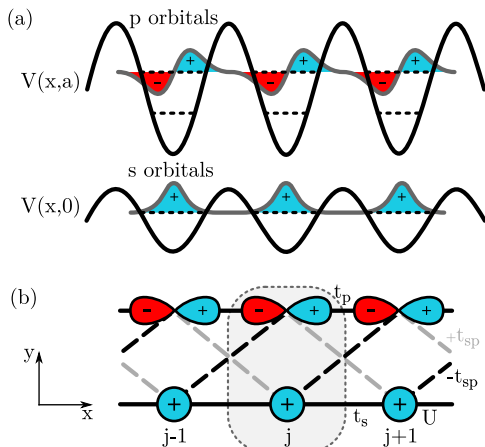 (a)
p orbitals
V(x,a)
- + - + - +
s orbitals
V(x,0)
+ + +
(b)
t_p
- + - + - +
+t_sp
-t_sp
y
x
+ + +
t_s
U
j-1 j j+1